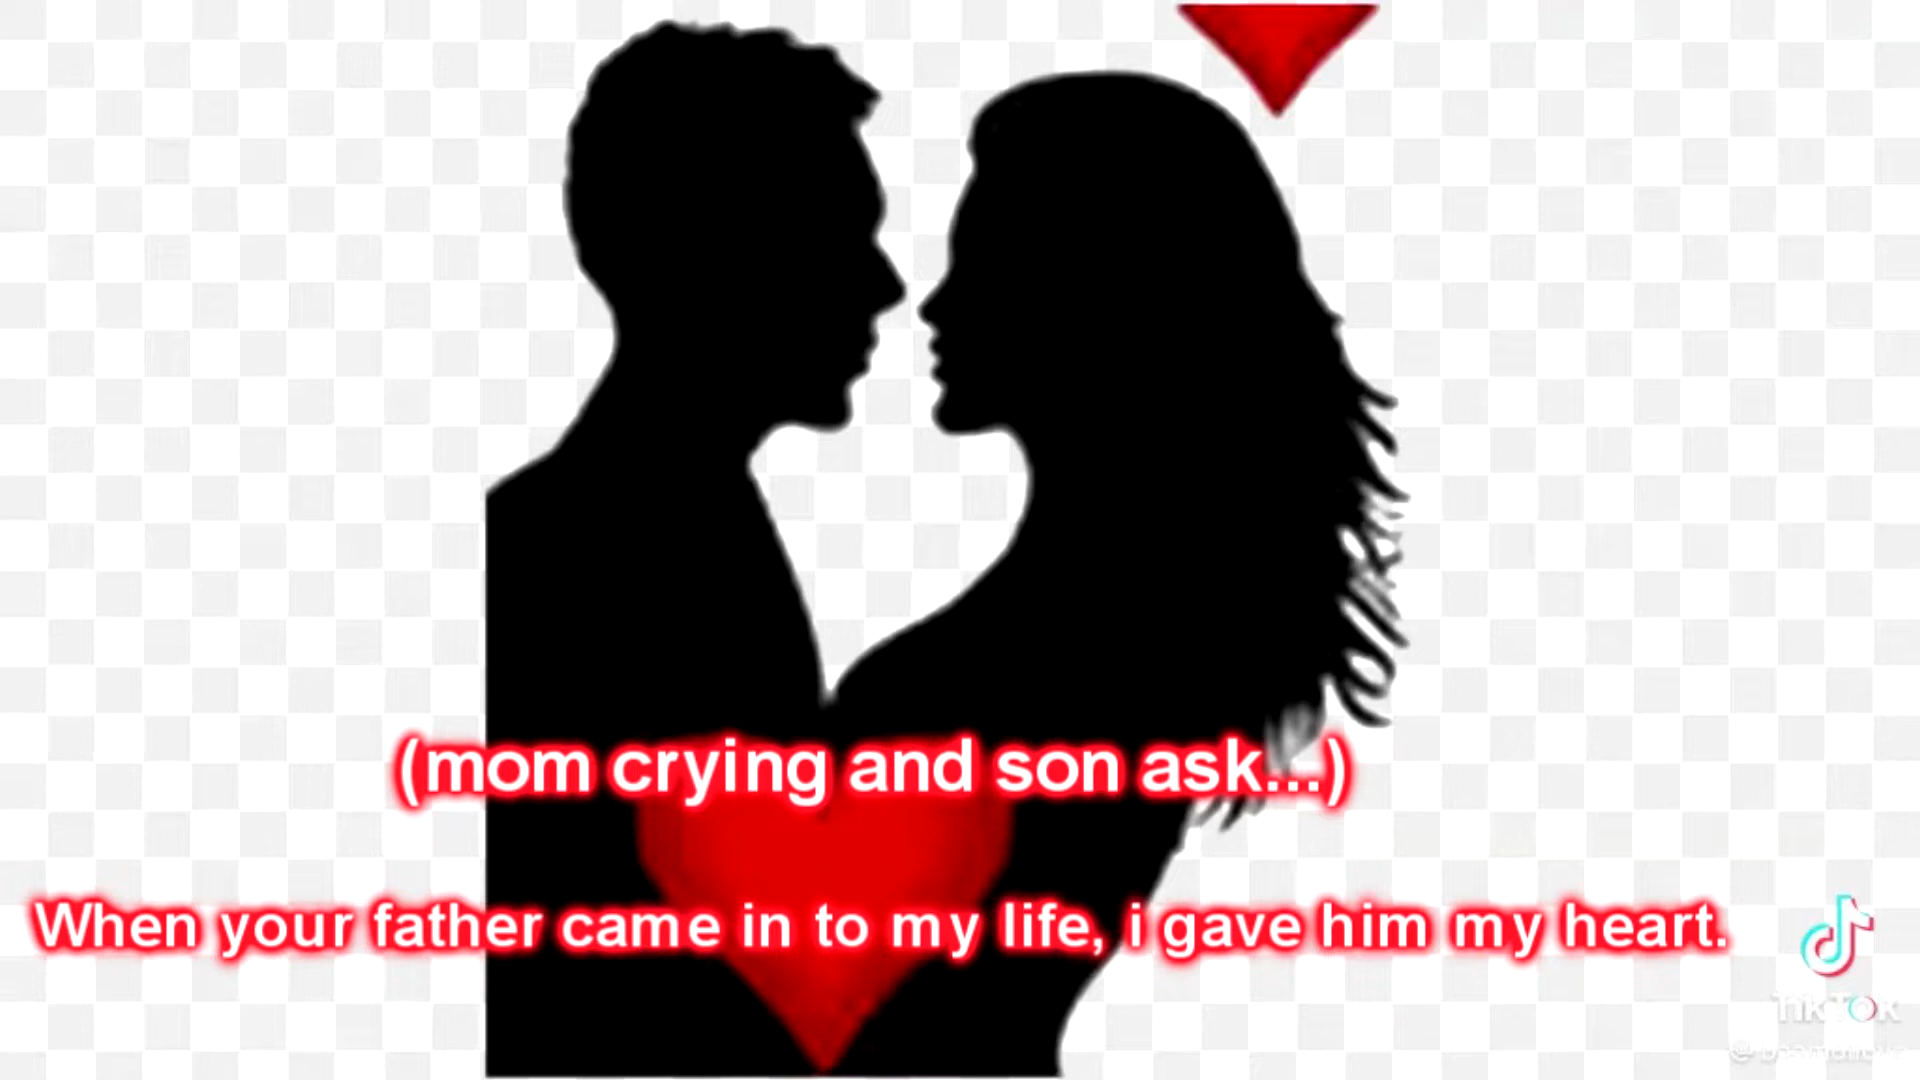 (mom crying and son ask...)
When your father came in to my life, i gave him my heart.
TikTok